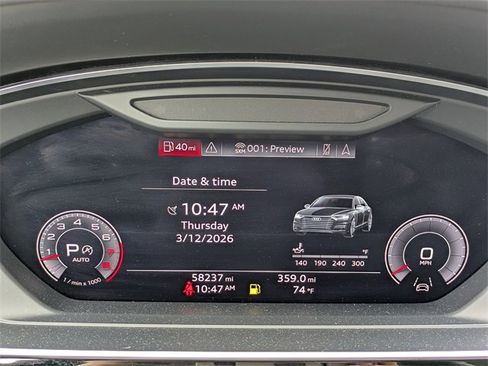 40 mi
SXM 001: Preview
Date & time
10:47 AM
Thursday
3/12/2026
1 2 3 4 5 6
P
AUTO
1 / min x 1000
°F
140 190 240 300
0
MPH
58237 mi
359.0 mi
10:47 AM
74 °F